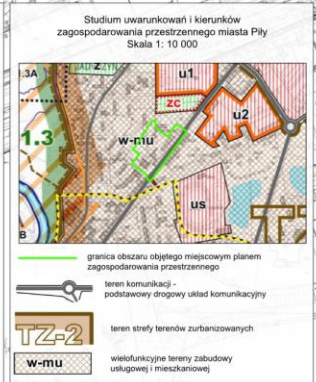 Studium uwarunkowań i kierunków
zagospodarowania przestrzennego miasta Piły
Skala 1: 10 000
1.3A
u1
zc
u2
1.3
w-mu
us
B
TZ
granica obszaru objętego miejscowym planem
zagospodarowania przestrzennego
teren komunikacji -
podstawowy drogowy układ komunikacyjny
TZ-2
teren strefy terenów zurbanizowanych
w-mu
wielofunkcyjne tereny zabudowy
usługowej i mieszkaniowej